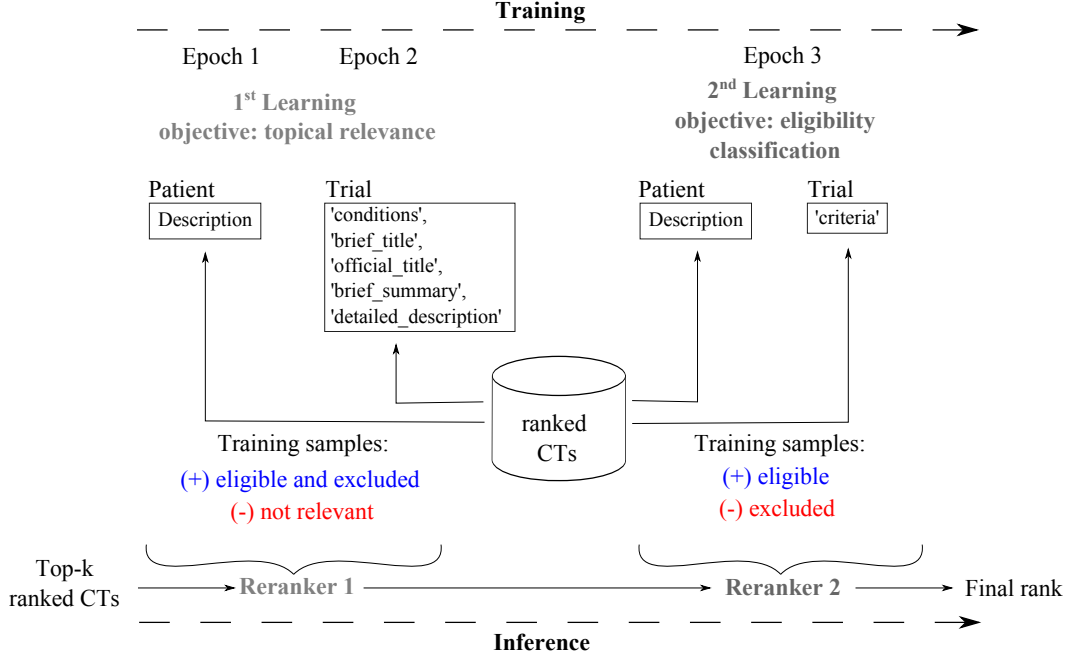 Training
Epoch 1
Epoch 2
Epoch 3
1st Learning
objective: topical relevance
2nd Learning
objective: eligibility
classification
Patient
Description
Trial
'conditions',
'brief_title',
'official_title',
'brief_summary',
'detailed_description'
Patient
Description
Trial
'criteria'
ranked
CTs
Training samples:
(+) eligible and excluded
(-) not relevant
Training samples:
(+) eligible
(-) excluded
Top-k
ranked CTs
Reranker 1
Reranker 2
Final rank
Inference